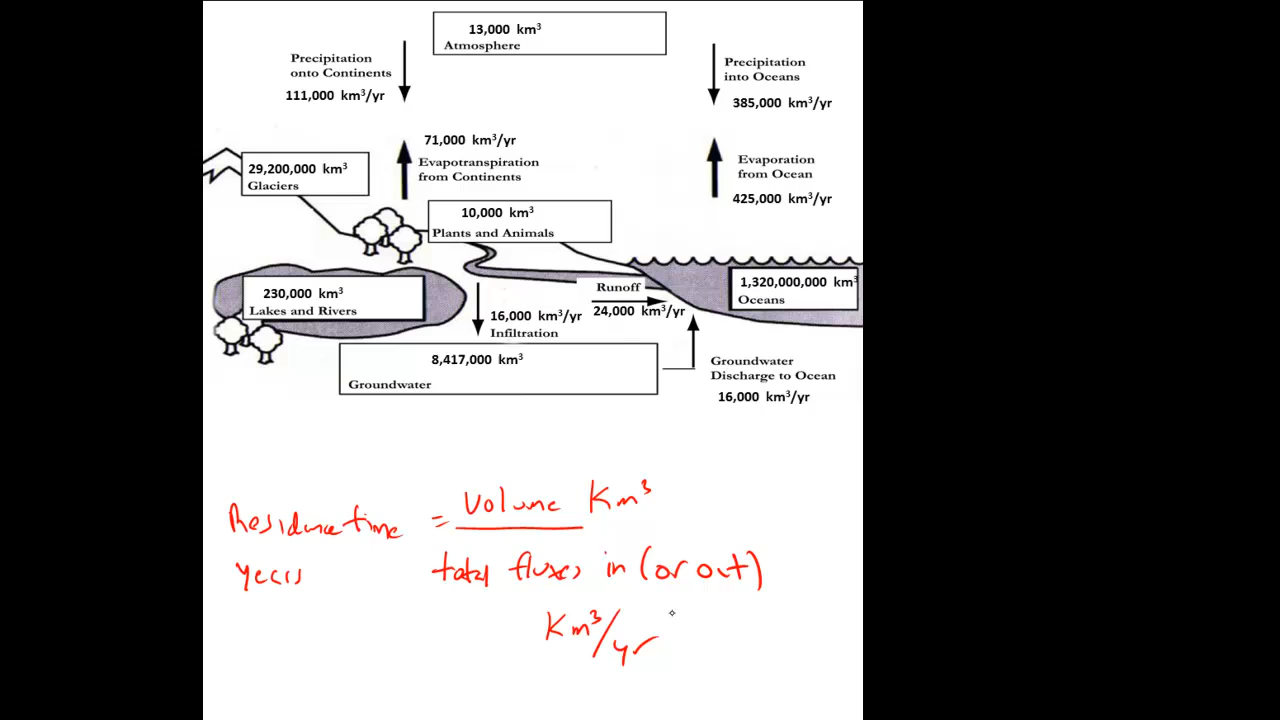 13,000 km³
Atmosphere
Precipitation
onto Continents
111,000 km³/yr
Precipitation
into Oceans
385,000 km³/yr
71,000 km³/yr
Evapotranspiration
from Continents
Evaporation
from Ocean
425,000 km³/yr
29,200,000 km³
Glaciers
10,000 km³
Plants and Animals
230,000 km³
Lakes and Rivers
16,000 km³/yr
Infiltration
Runoff
24,000 km³/yr
1,320,000,000 km³
Oceans
8,417,000 km³
Groundwater
Groundwater
Discharge to Ocean
16,000 km³/yr
Residence time = Volume Km³
years total fluxes in (or out)
Km³/yr